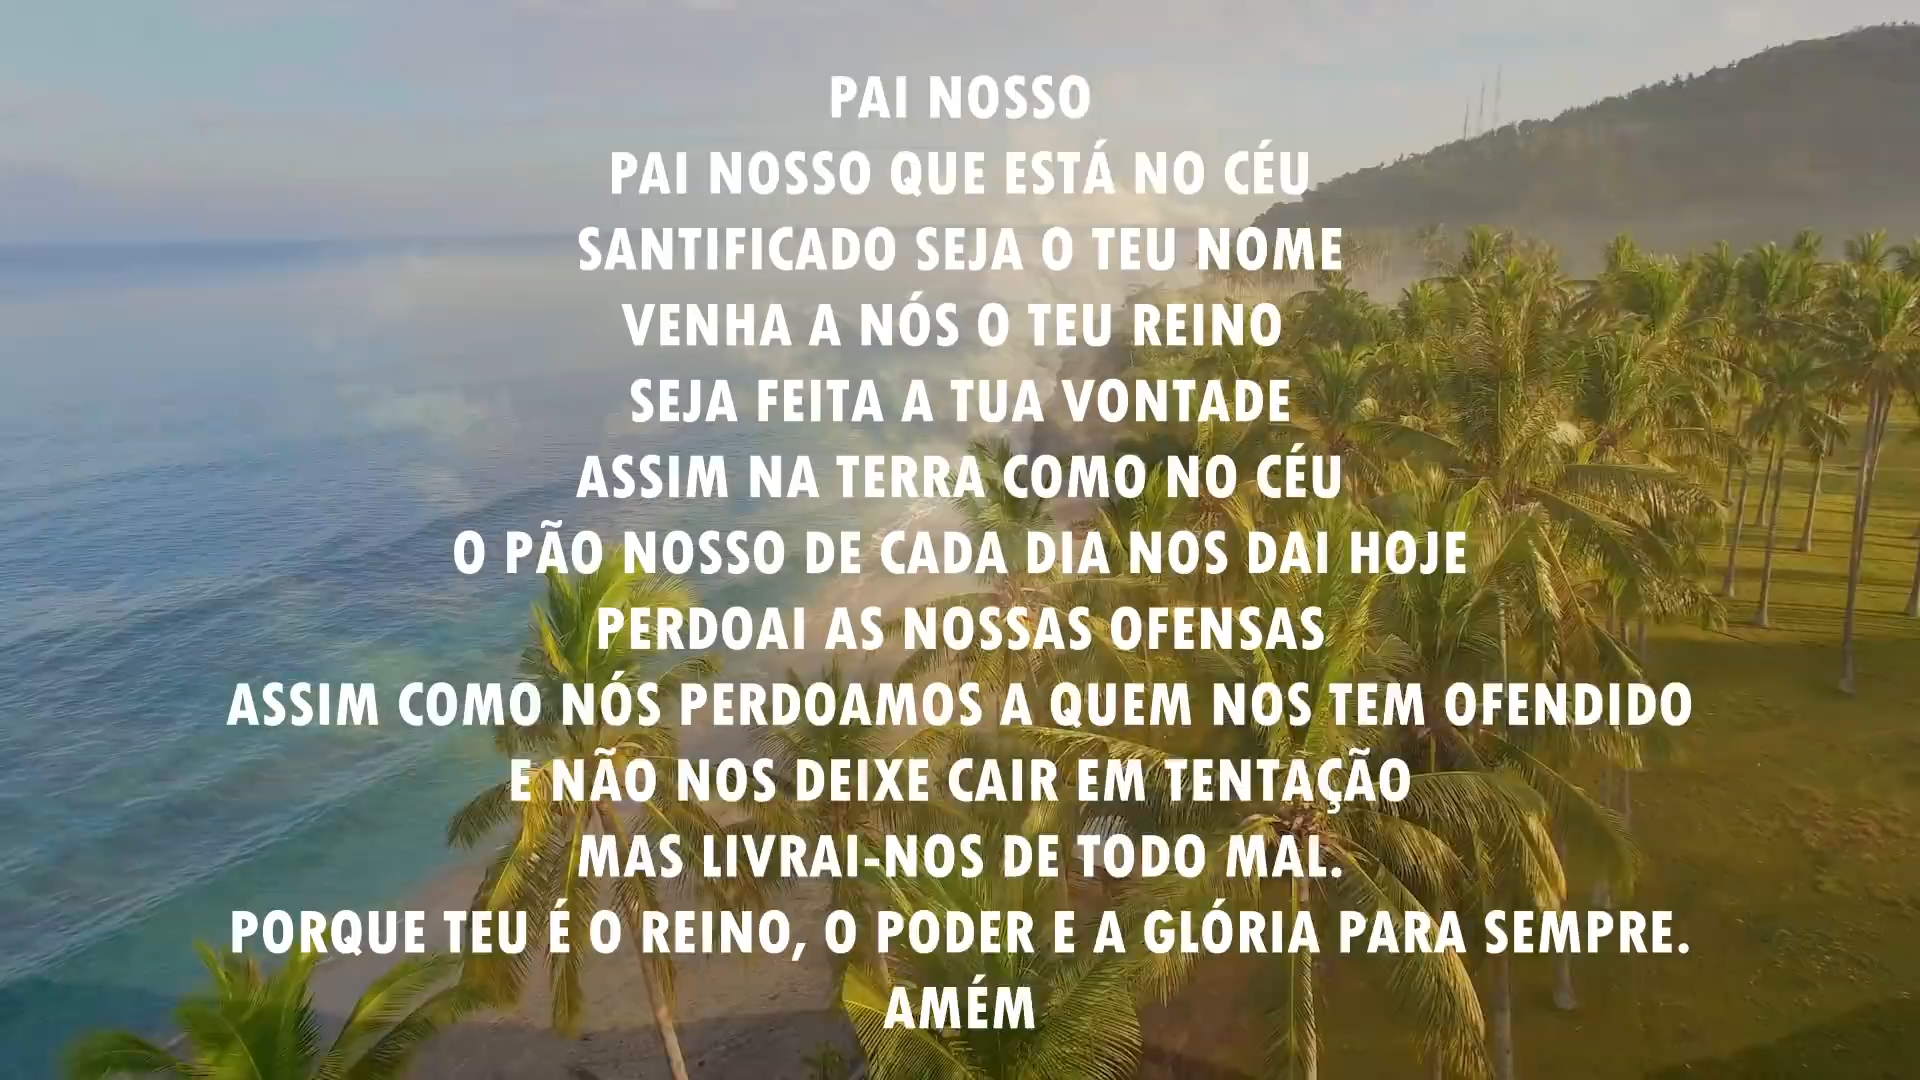 PAI NOSSO
PAI NOSSO QUE ESTÁ NO CÉU
SANTIFICADO SEJA O TEU NOME
VENHA A NÓS O TEU REINO
SEJA FEITA A TUA VONTADE
ASSIM NA TERRA COMO NO CÉU
O PÃO NOSSO DE CADA DIA NOS DAI HOJE
PERDOAI AS NOSSAS OFENSAS
ASSIM COMO NÓS PERDOAMOS A QUEM NOS TEM OFENDIDO
E NÃO NOS DEIXE CAIR EM TENTAÇÃO
MAS LIVRAI-NOS DE TODO MAL.
PORQUE TEU É O REINO, O PODER E A GLÓRIA PARA SEMPRE.
AMÉM